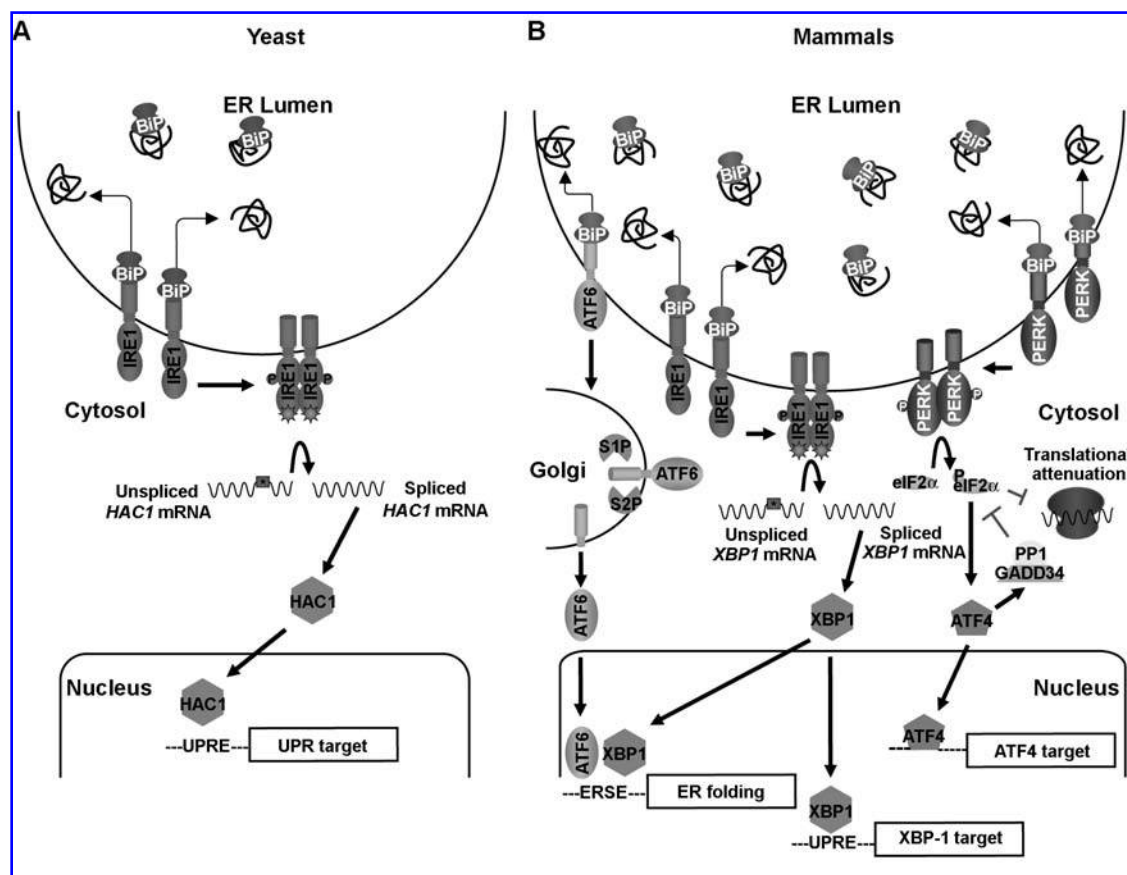 A
Yeast
ER Lumen
BiP
BiP
BiP
BiP
IRE1
IRE1
IRE1
IRE1
P
P
Cytosol
Unspliced
HAC1 mRNA
Spliced
HAC1 mRNA
HAC1
Nucleus
HAC1
---UPRE---
UPR target
B
Mammals
ER Lumen
BiP
BiP
BiP
BiP
BiP
BiP
ATF6
BiP
IRE1
BiP
IRE1
BiP
PERK
BiP
PERK
P
IRE1
IRE1
P
P
PERK
PERK
P
Cytosol
Golgi
S1P
ATF6
S2P
Unspliced
XBP1 mRNA
Spliced
XBP1 mRNA
eIF2α
P
eIF2α
Translational
attenuation
PP1
GADD34
ATF6
XBP1
ATF4
Nucleus
ATF6
XBP1
---ERSE---
ER folding
ATF4
ATF4 target
XBP1
---UPRE---
XBP-1 target